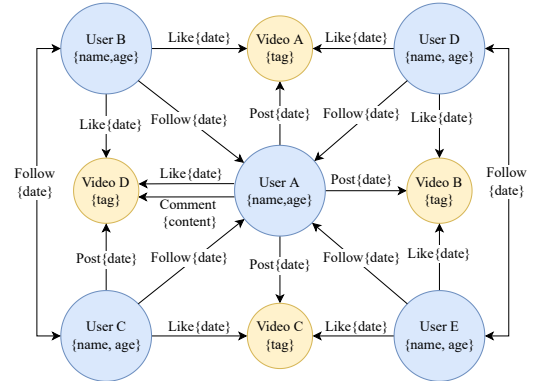 User B
{name,age}
Like{date}
Video A
{tag}
Like{date}
User D
{name, age}
Like{date}
Follow{date}
Post{date}
Follow{date}
Like{date}
Follow
{date}
Video D
{tag}
Like{date}
Comment
{content}
User A
{name,age}
Post{date}
Video B
{tag}
Follow
{date}
Post{date}
Follow{date}
Post{date}
Follow{date}
Like{date}
User C
{name, age}
Like{date}
Video C
{tag}
Like{date}
User E
{name, age}